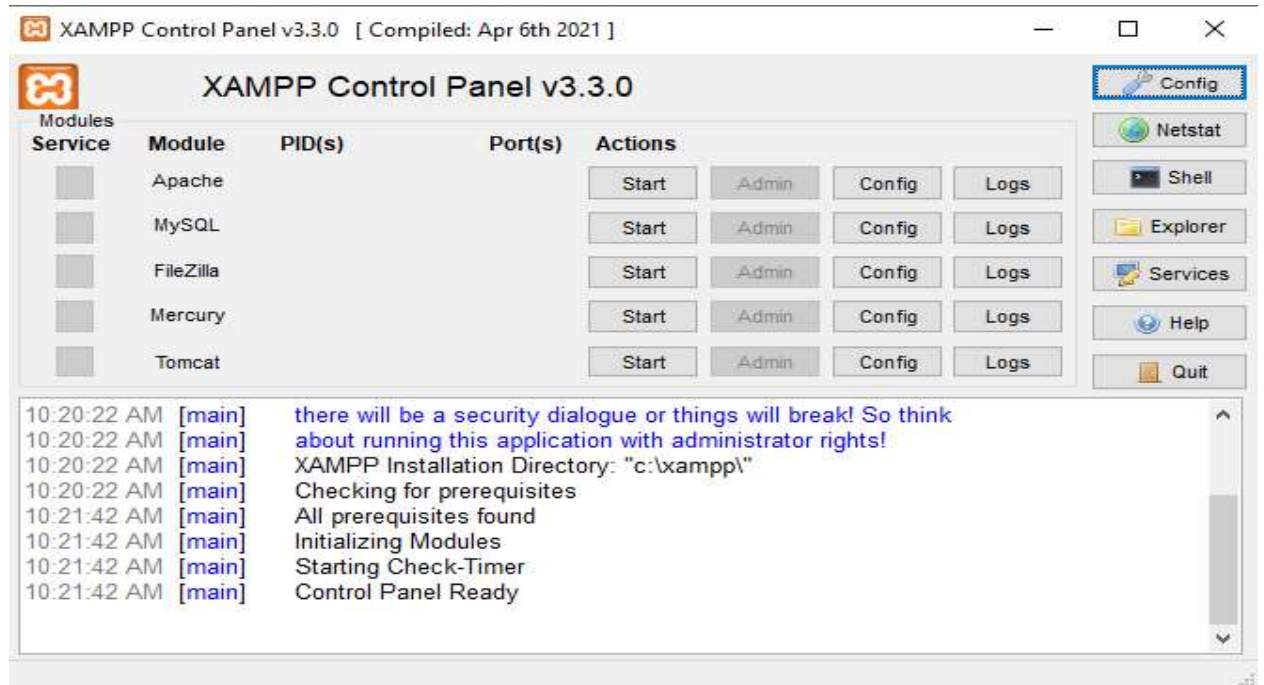 XAMPP Control Panel v3.3.0 [ Compiled: Apr 6th 2021 ]
XAMPP Control Panel v3.3.0
Config
Modules
Service Module PID(s) Port(s) Actions
Netstat
Apache Start Admin Config Logs
Shell
MySQL Start Admin Config Logs
Explorer
FileZilla Start Admin Config Logs
Services
Mercury Start Admin Config Logs
Help
Tomcat Start Admin Config Logs
Quit
10:20:22 AM [main] there will be a security dialogue or things will break! So think
10:20:22 AM [main] about running this application with administrator rights!
10:20:22 AM [main] XAMPP Installation Directory: "c:\xampp\"
10:20:22 AM [main] Checking for prerequisites
10:21:42 AM [main] All prerequisites found
10:21:42 AM [main] Initializing Modules
10:21:42 AM [main] Starting Check-Timer
10:21:42 AM [main] Control Panel Ready